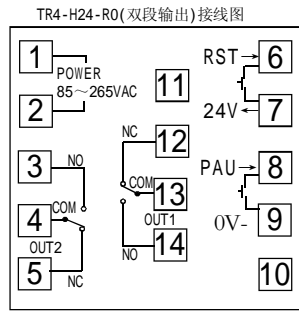 TR4-H24-R0(双段输出)接线图
1
POWER
85～265VAC
2
3
NO
4
COM
OUT2
5
NC
11
NC
12
COM
13
OUT1
NO
14
RST
6
24V
7
PAU
8
0V-
9
10